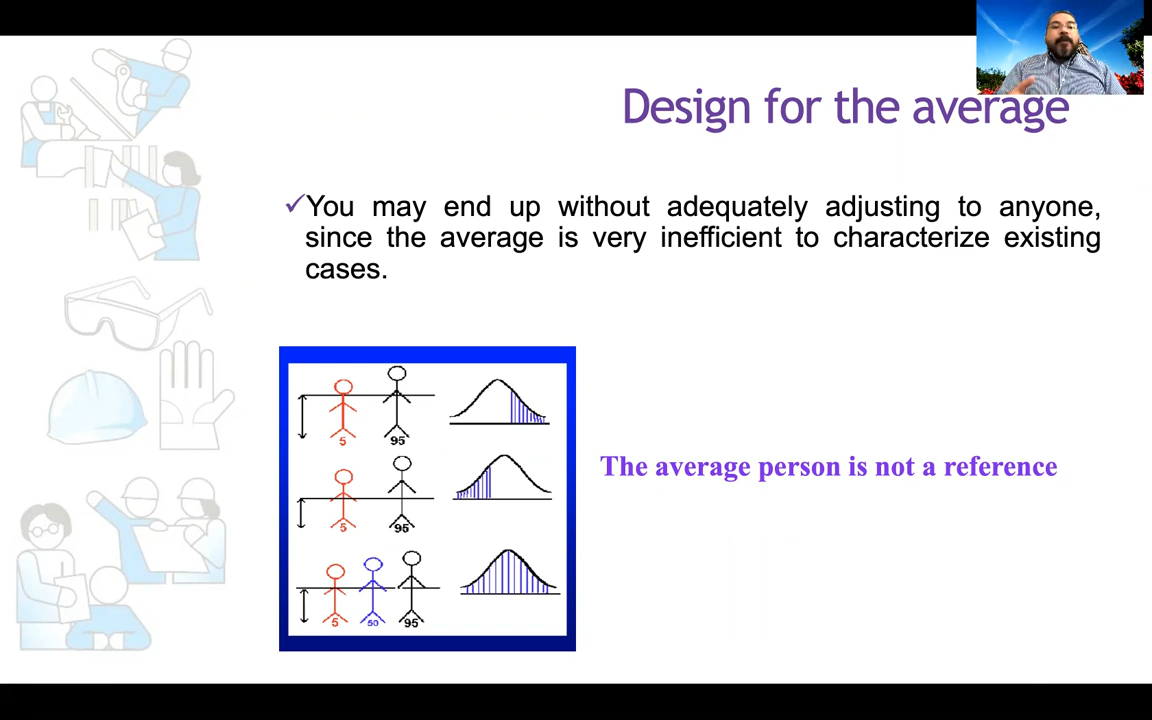 Design for the average
✓You may end up without adequately adjusting to anyone,
since the average is very inefficient to characterize existing
cases.
5 95
5 95
5 50 95
The average person is not a reference